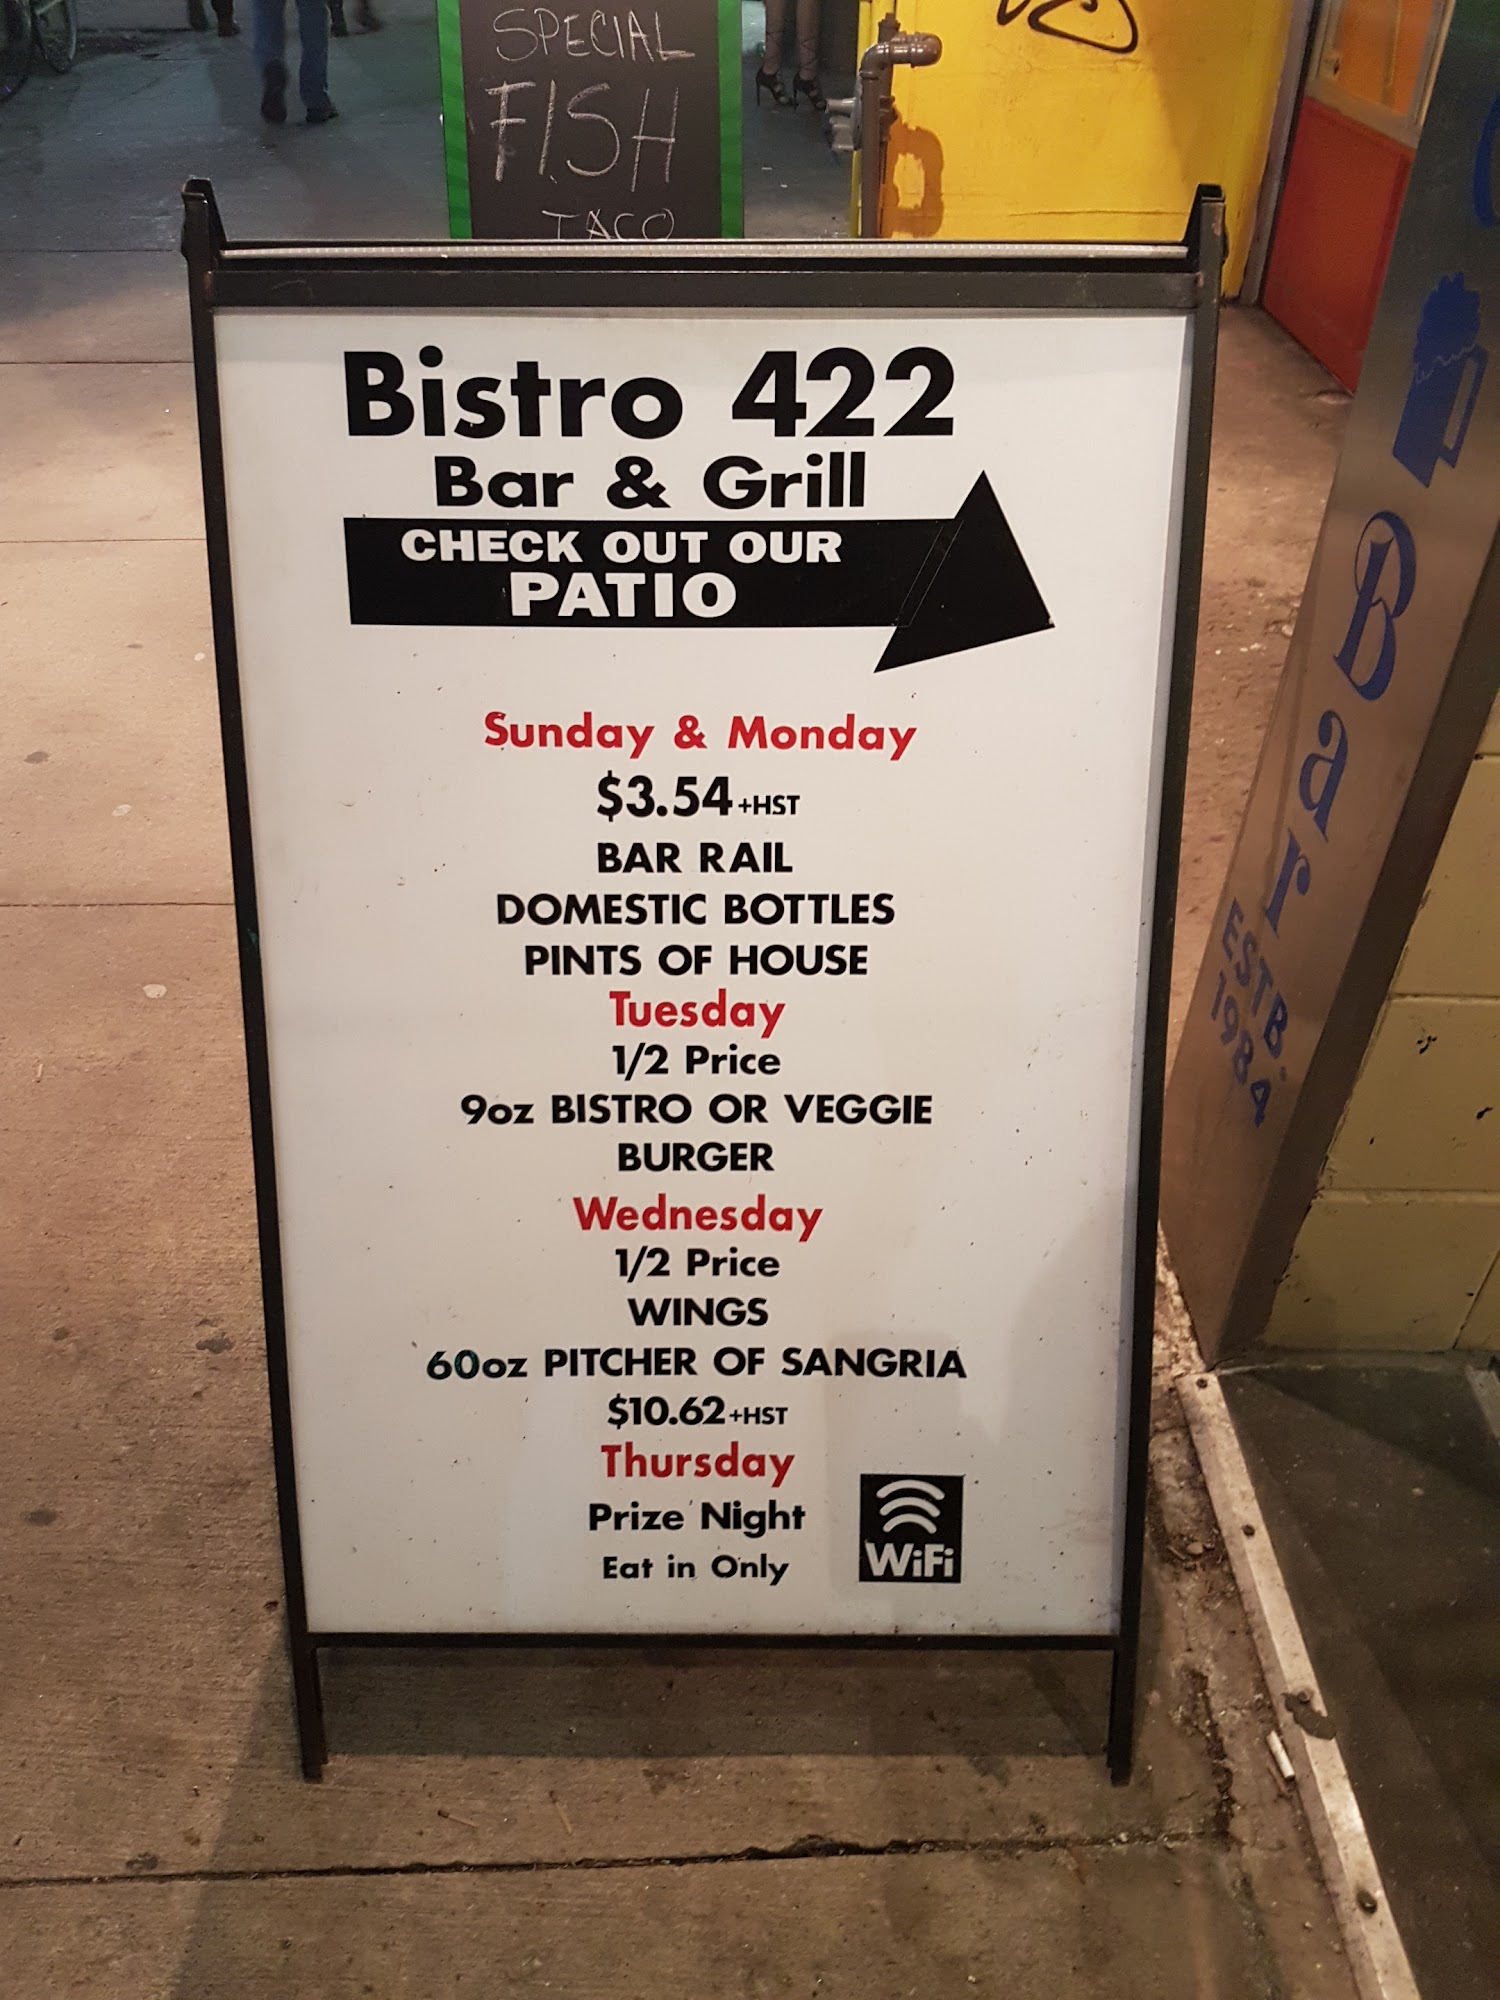 SPECIAL
FISH
TACO
Bistro 422
Bar & Grill
CHECK OUT OUR
PATIO
Sunday & Monday
$3.54 +HST
BAR RAIL
DOMESTIC BOTTLES
PINTS OF HOUSE
Tuesday
1/2 Price
9oz BISTRO OR VEGGIE
BURGER
Wednesday
1/2 Price
WINGS
60oz PITCHER OF SANGRIA
$10.62 +HST
Thursday
Prize Night
Eat in Only
WiFi
Bar
ESTB.
1984